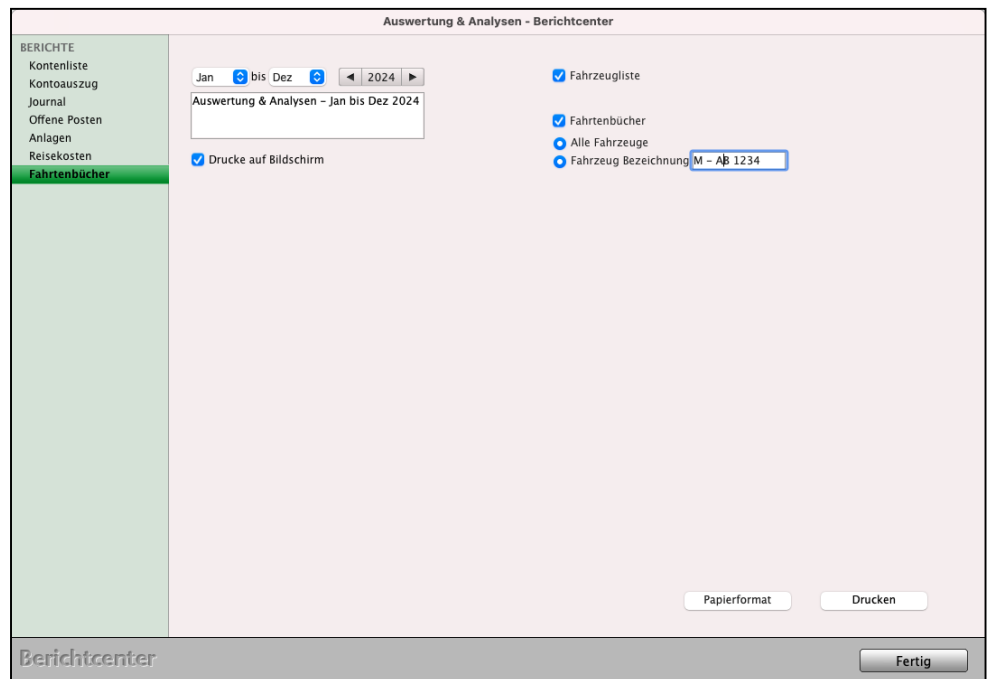 Auswertung & Analysen - Berichtcenter
BERICHTE
Kontenliste
Kontoauszug
Journal
Offene Posten
Anlagen
Reisekosten
Fahrtenbücher
Jan bis Dez 2024
Auswertung & Analysen - Jan bis Dez 2024
Drucke auf Bildschirm
Fahrzeugliste
Fahrtenbücher
Alle Fahrzeuge
Fahrzeug Bezeichnung M - AB 1234
Papierformat Drucken
Berichtcenter Fertig